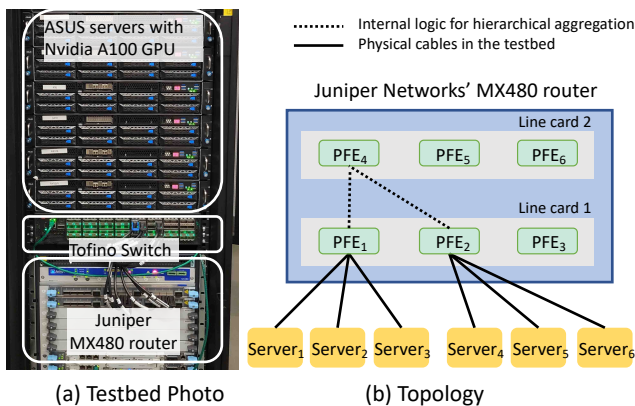 ASUS servers with
Nvidia A100 GPU
Tofino Switch
Juniper
MX480 router
(a) Testbed Photo
Internal logic for hierarchical aggregation
Physical cables in the testbed
Juniper Networks' MX480 router
Line card 2
PFE₄ PFE₅ PFE₆
Line card 1
PFE₁ PFE₂ PFE₃
Server₁ Server₂ Server₃ Server₄ Server₅ Server₆
(b) Topology